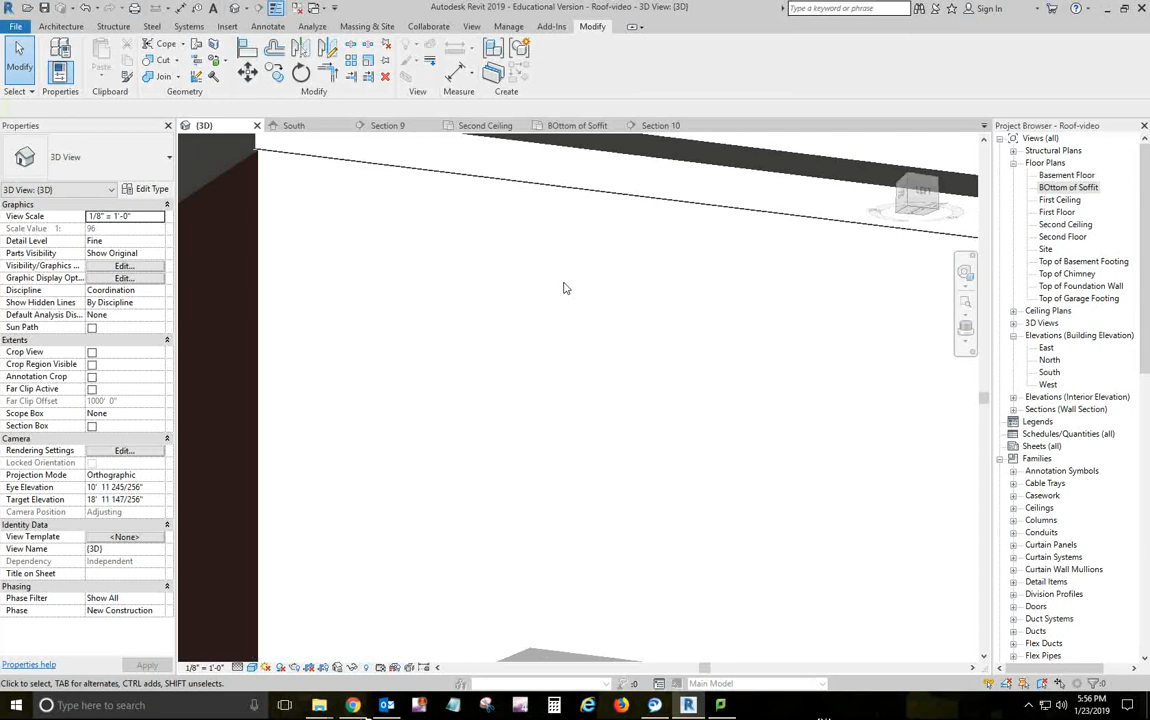 Autodesk Revit 2019 - Educational Version - Roof-video - 3D View: {3D}
Type a keyword or phrase
Sign In
File Architecture Structure Steel Systems Insert Annotate Analyze Massing & Site Collaborate View Manage Add-Ins Modify
Modify
Paste
Cope
Cut
Join
Select Properties Clipboard Geometry Modify View Measure Create
Properties
{3D} South Section 9 Second Ceiling BOttom of Soffit Section 10
Project Browser - Roof-video
3D View
3D View: {3D} Edit Type
Graphics
View Scale 1/8" = 1'-0"
Scale Value 1: 96
Detail Level Fine
Parts Visibility Show Original
Visibility/Graphics ... Edit...
Graphic Display Opt... Edit...
Discipline Coordination
Show Hidden Lines By Discipline
Default Analysis Dis... None
Sun Path
Extents
Crop View
Crop Region Visible
Annotation Crop
Far Clip Active
Far Clip Offset 1000' 0"
Scope Box None
Section Box
Camera
Rendering Settings Edit...
Locked Orientation
Projection Mode Orthographic
Eye Elevation 10' 11 245/256"
Target Elevation 18' 11 147/256"
Camera Position Adjusting
Identity Data
View Template <None>
View Name {3D}
Dependency Independent
Title on Sheet
Phasing
Phase Filter Show All
Phase New Construction
Properties help Apply
Views (all)
Structural Plans
Floor Plans
Basement Floor
BOttom of Soffit
First Ceiling
First Floor
Second Ceiling
Second Floor
Site
Top of Basement Footing
Top of Chimney
Top of Foundation Wall
Top of Garage Footing
Ceiling Plans
3D Views
Elevations (Building Elevation)
East
North
South
West
Elevations (Interior Elevation)
Sections (Wall Section)
Legends
Schedules/Quantities (all)
Sheets (all)
Families
Annotation Symbols
Cable Trays
Casework
Ceilings
Columns
Conduits
Curtain Panels
Curtain Systems
Curtain Wall Mullions
Detail Items
Division Profiles
Doors
Duct Systems
Ducts
Flex Ducts
Flex Pipes
1/8" = 1'-0"
Click to select, TAB for alternates, CTRL adds, SHIFT unselects.
:0
Main Model
:0
Type here to search
5:56 PM
1/23/2019